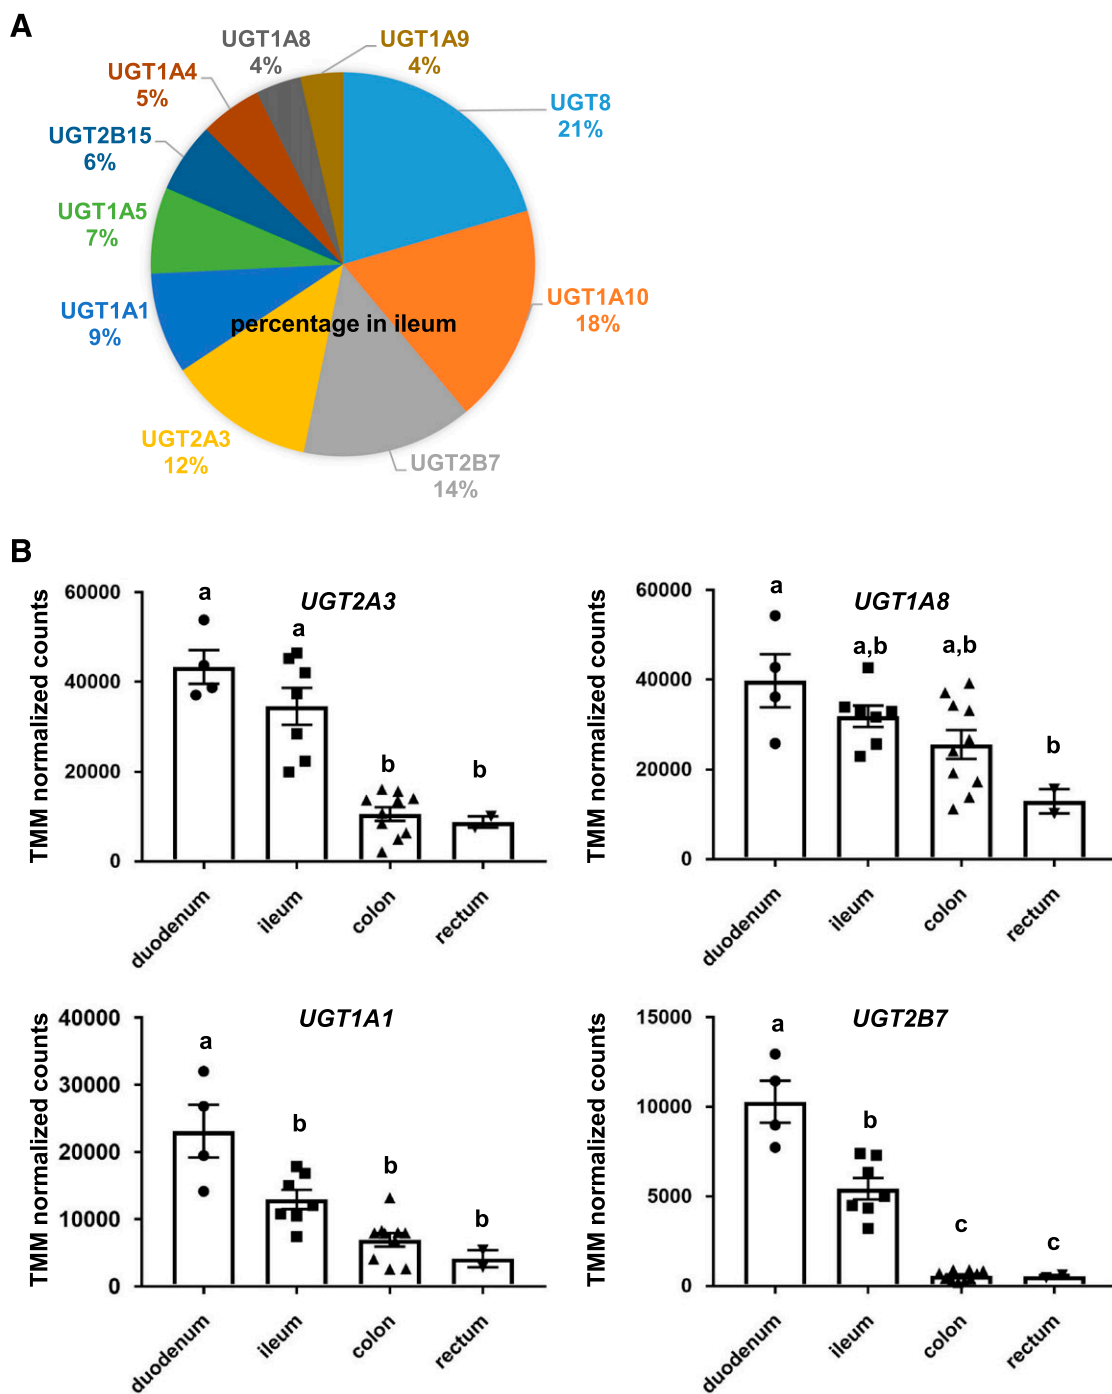 A
UGT1A8
4%
UGT1A9
4%
UGT1A4
5%
UGT8
21%
UGT2B15
6%
UGT1A5
7%
UGT1A10
18%
UGT1A1
9%
percentage in ileum
UGT2A3
12%
UGT2B7
14%
B
UGT2A3
TMM normalized counts
60000
40000
20000
0
a
a
b
b
duodenum
ileum
colon
rectum
UGT1A8
TMM normalized counts
60000
40000
20000
0
a
a,b
a,b
b
duodenum
ileum
colon
rectum
UGT1A1
TMM normalized counts
40000
30000
20000
10000
0
a
b
b
b
duodenum
ileum
colon
rectum
UGT2B7
TMM normalized counts
15000
10000
5000
0
a
b
c
c
duodenum
ileum
colon
rectum